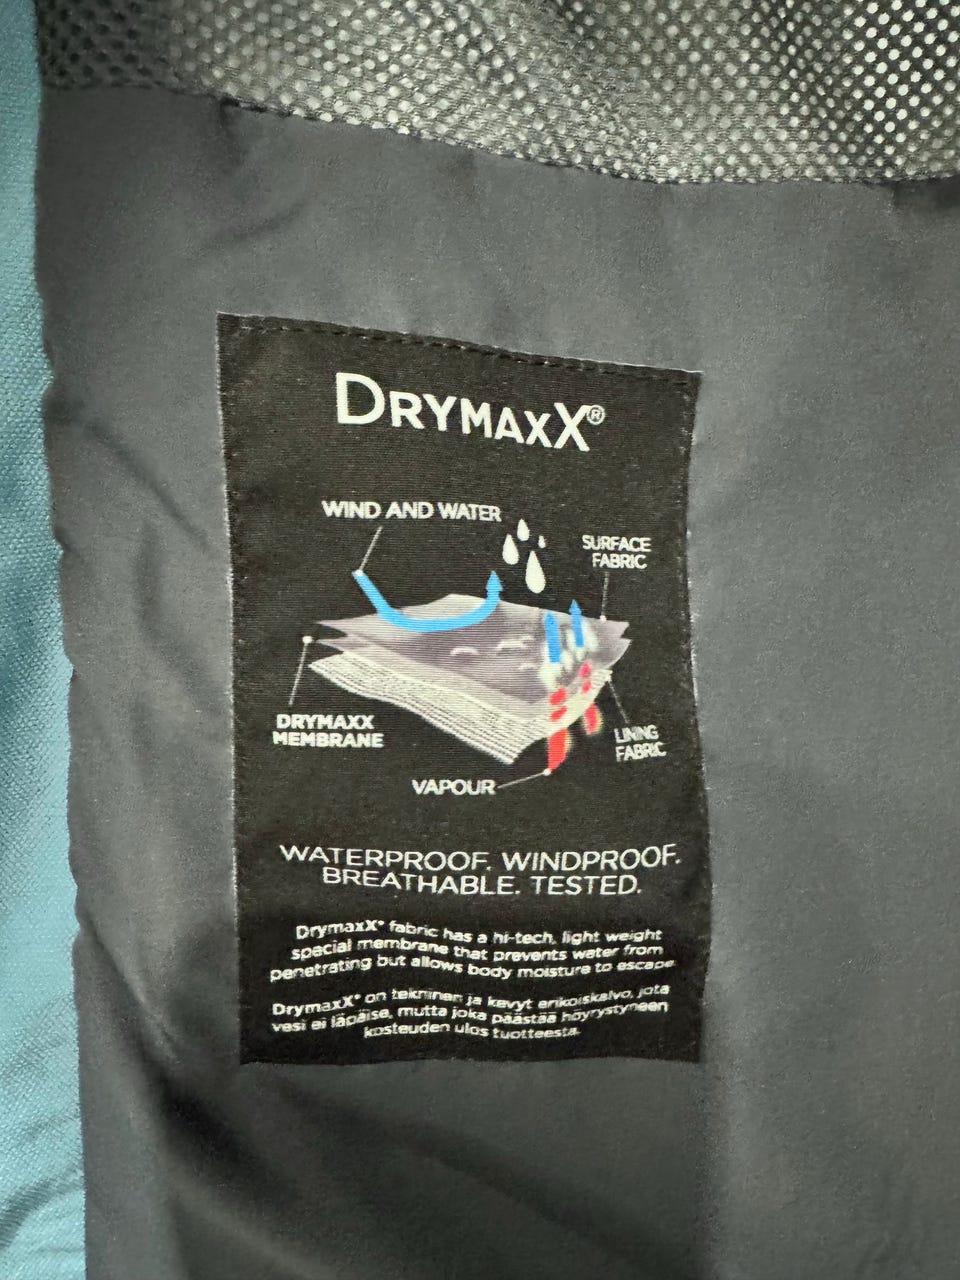 DRYMAXX®
WIND AND WATER
SURFACE
FABRIC
DRYMAXX
MEMBRANE
LINING
FABRIC
VAPOUR
WATERPROOF. WINDPROOF.
BREATHABLE. TESTED.
DrymaxX® fabric has a hi-tech, light weight
special membrane that prevents water from
penetrating but allows body moisture to escape.
DrymaxX® on tekninen ja kevyt erikoiskalvo, jota
vesi ei läpäise, mutta joka päästää höyrystyneen
kosteuden ulos tuotteesta.